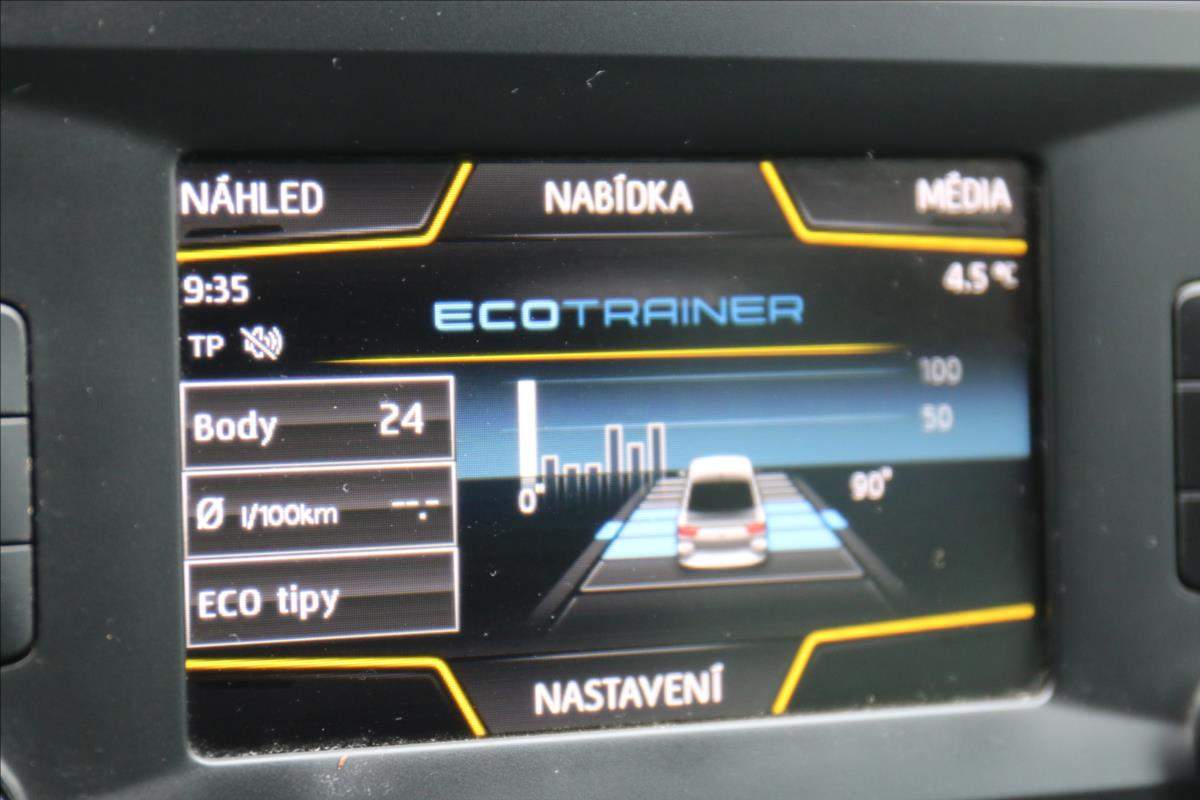 NÁHLED NABÍDKA MÉDIA
9:35 4.5 °C
ECOTRAINER
TP
100
Body 24
50
Ø l/100km --.-
0" 90"
ECO tipy
NASTAVENÍ